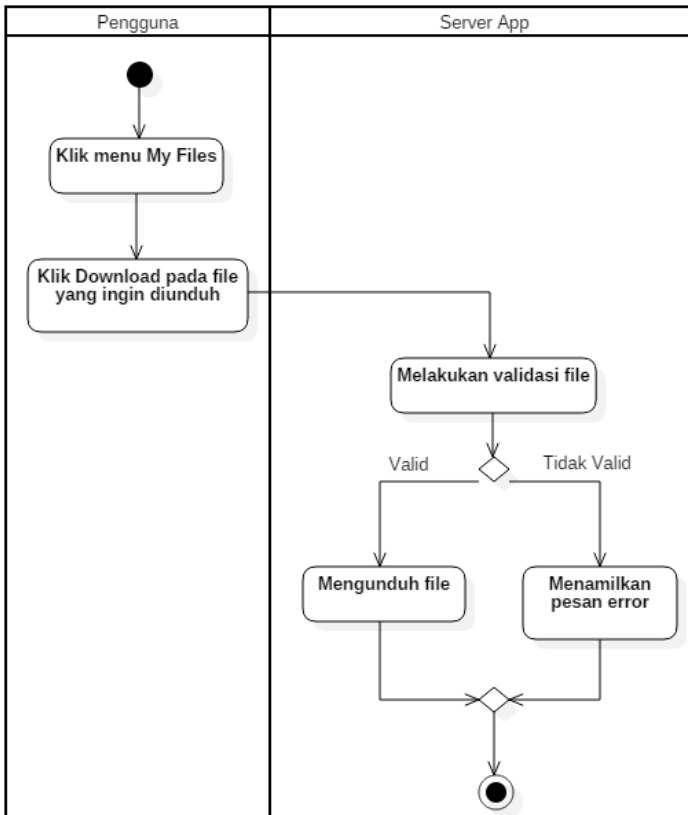 Pengguna
Server App
Klik menu My Files
Klik Download pada file
yang ingin diunduh
Melakukan validasi file
Valid
Tidak Valid
Mengunduh file
Menamilkan
pesan error